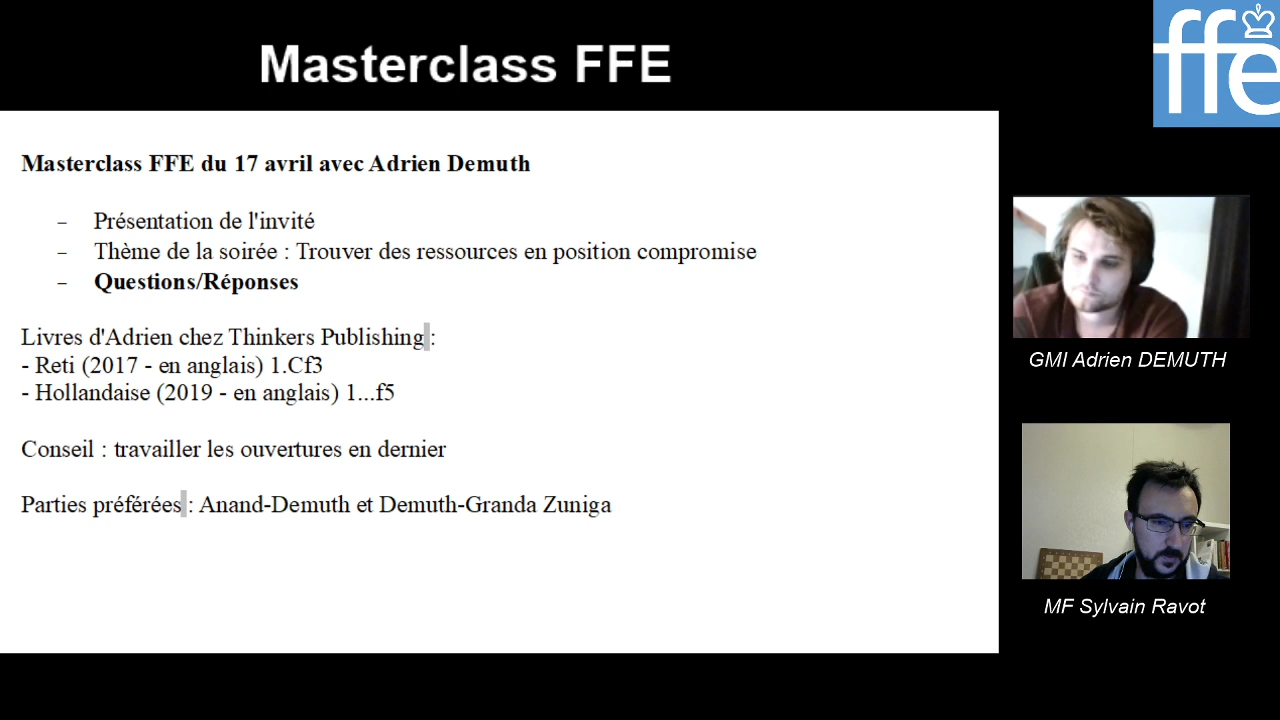 Masterclass FFE
ffe
Masterclass FFE du 17 avril avec Adrien Demuth
– Présentation de l'invité
– Thème de la soirée : Trouver des ressources en position compromise
– Questions/Réponses
Livres d'Adrien chez Thinkers Publishing :
- Reti (2017 - en anglais) 1.Cf3
- Hollandaise (2019 - en anglais) 1...f5
Conseil : travailler les ouvertures en dernier
Parties préférées : Anand-Demuth et Demuth-Granda Zuniga
GMI Adrien DEMUTH
MF Sylvain Ravot